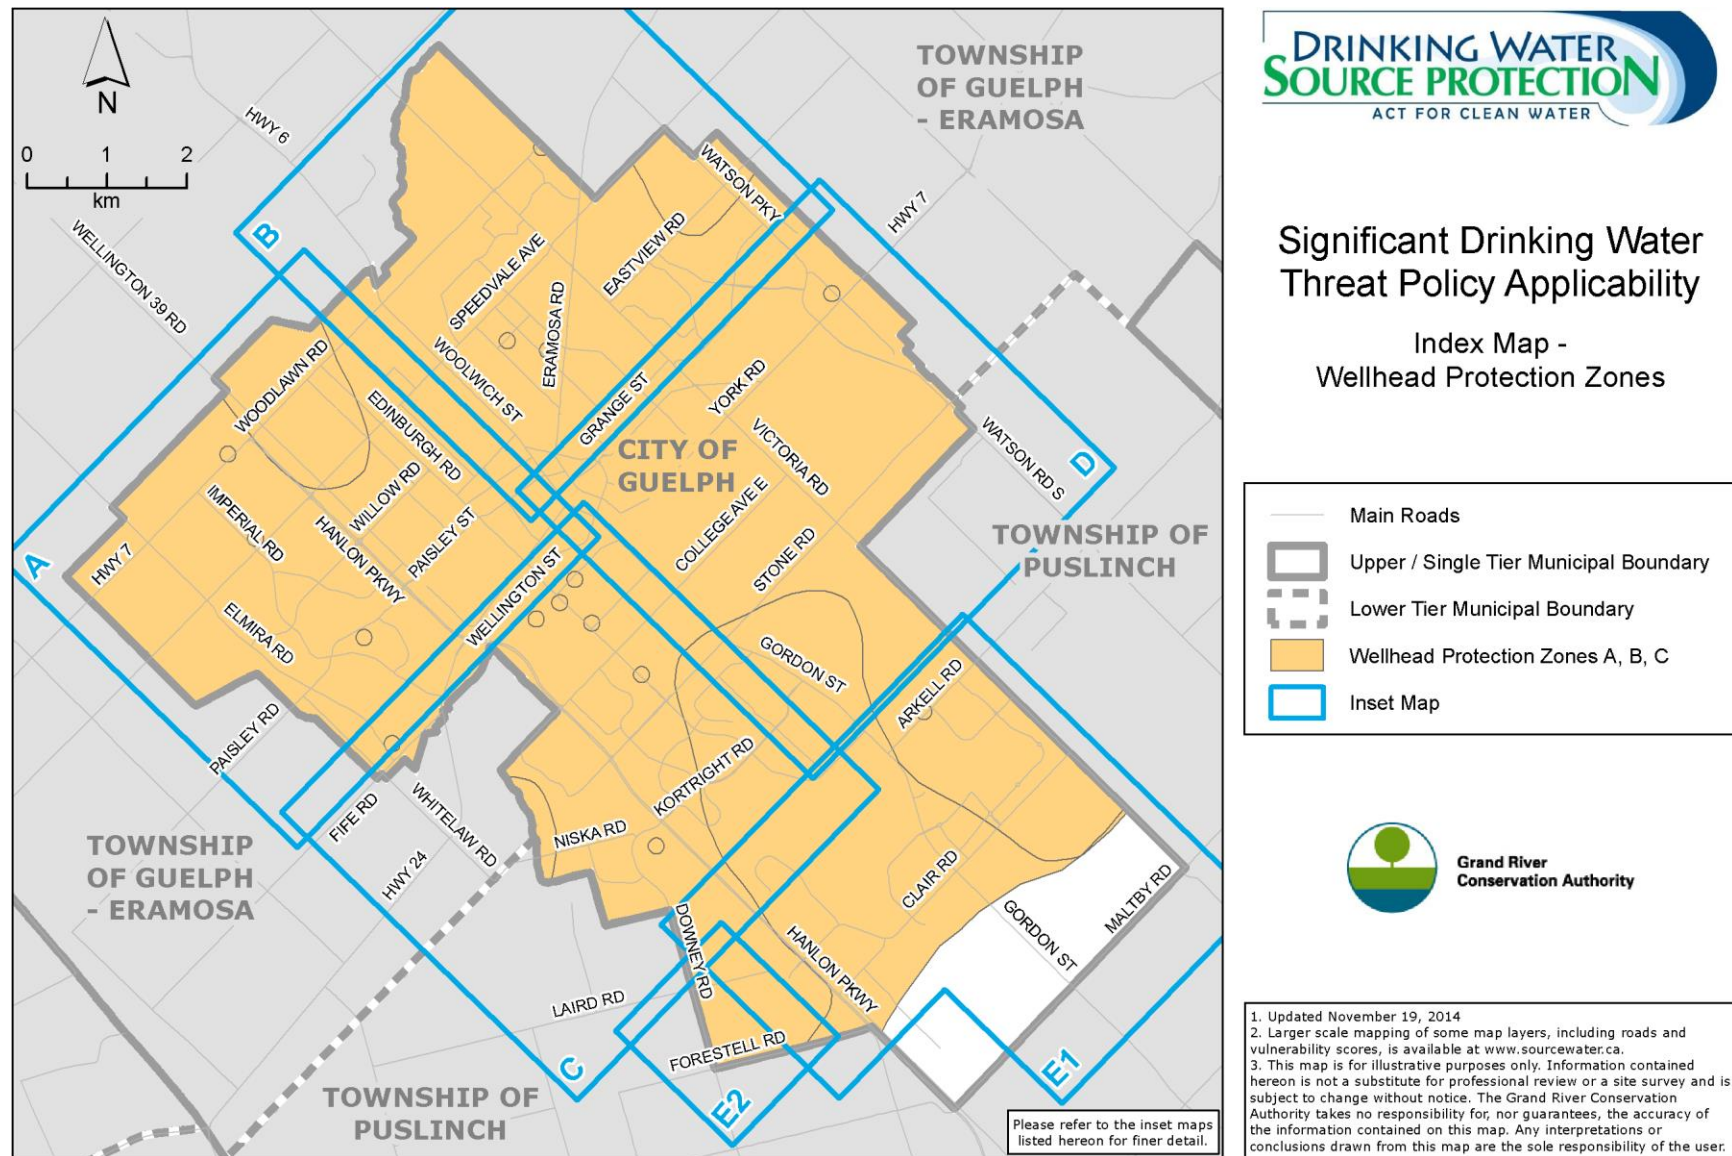 TOWNSHIP
OF GUELPH
- ERAMOSA
N
0 1 2
km
HWY 6
WELLINGTON 39 RD
B
WATSON PKY
HWY 7
SPEEDVALE AVE
EASTVIEW RD
ERAMOSA RD
WOOLWICH ST
WOODLAWN RD
EDINBURGH RD
GRANGE ST
YORK RD
VICTORIA RD
CITY OF
GUELPH
WATSON RD S
D
WILLOW RD
IMPERIAL RD
HANLON PKWY
PAISLEY ST
COLLEGE AVE E
STONE RD
TOWNSHIP OF
PUSLINCH
A
HWY 7
WELLINGTON ST
ELMIRA RD
GORDON ST
ARKELL RD
PAISLEY RD
FIFE RD
WHITELAW RD
HWY 24
KORTRIGHT RD
NISKA RD
TOWNSHIP
OF GUELPH
- ERAMOSA
CLAIR RD
GORDON ST
MALTBY RD
DOWNEY RD
HANLON PKWY
LAIRD RD
FORESTELL RD
C
E2
E1
TOWNSHIP OF
PUSLINCH
Please refer to the inset maps
listed hereon for finer detail.
DRINKING WATER
SOURCE PROTECTION
ACT FOR CLEAN WATER
Significant Drinking Water
Threat Policy Applicability
Index Map -
Wellhead Protection Zones
Main Roads
Upper / Single Tier Municipal Boundary
Lower Tier Municipal Boundary
Wellhead Protection Zones A, B, C
Inset Map
Grand River
Conservation Authority
1. Updated November 19, 2014
2. Larger scale mapping of some map layers, including roads and
vulnerability scores, is available at www.sourcewater.ca.
3. This map is for illustrative purposes only. Information contained
hereon is not a substitute for professional review or a site survey and is
subject to change without notice. The Grand River Conservation
Authority takes no responsibility for, nor guarantees, the accuracy of
the information contained on this map. Any interpretations or
conclusions drawn from this map are the sole responsibility of the user.